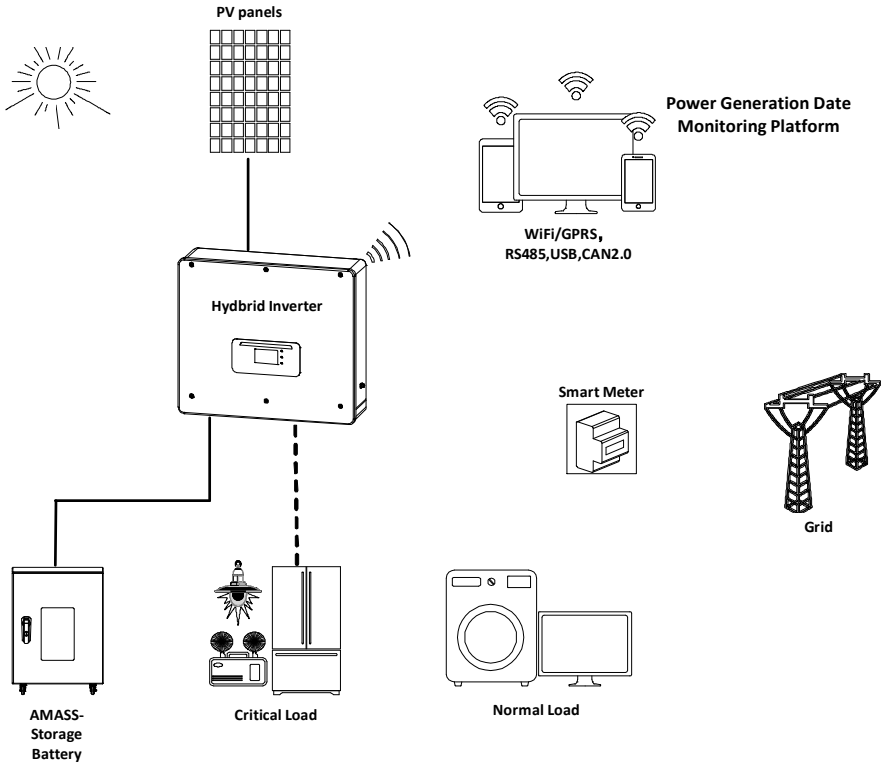 PV panels
Power Generation Date
Monitoring Platform
WiFi/GPRS,
RS485,USB,CAN2.0
Hydbrid Inverter
Smart Meter
Grid
AMASS-
Storage
Battery
Critical Load
Normal Load